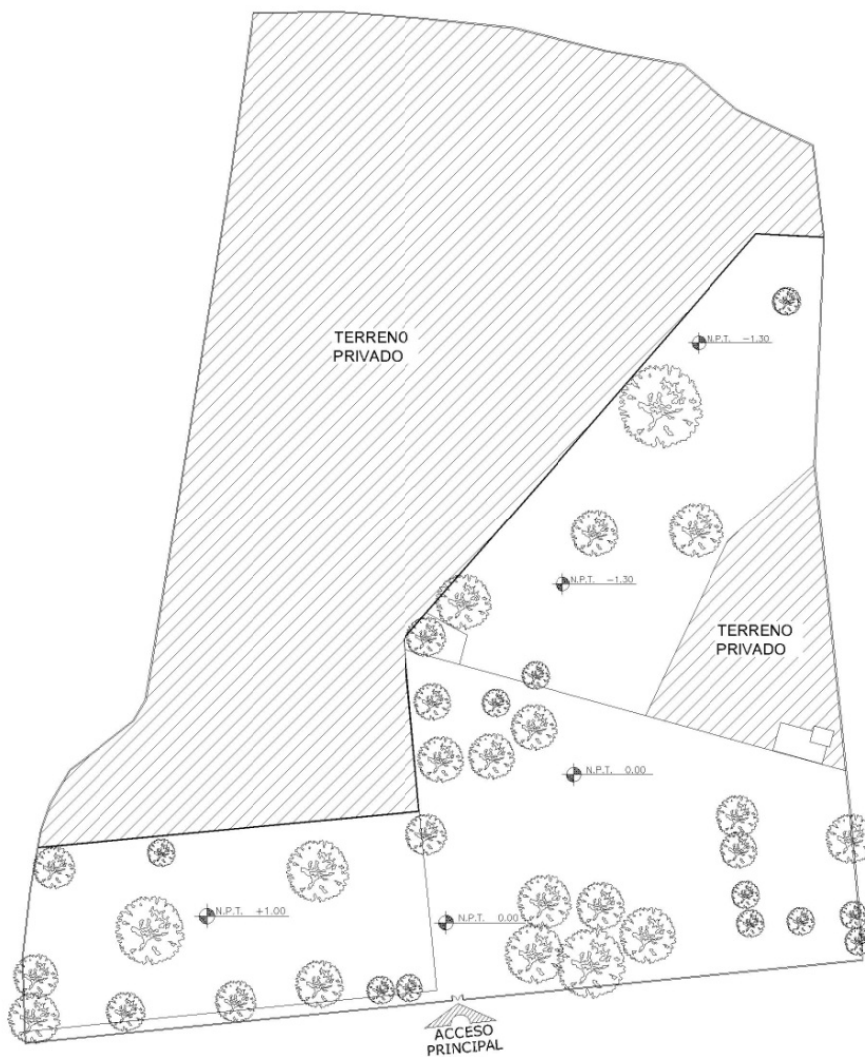 TERRENO
PRIVADO
N.P.T. -1.30
N.P.T. -1.30
TERRENO
PRIVADO
N.P.T. 0.00
N.P.T. +1.00
N.P.T. 0.00
ACCESO
PRINCIPAL